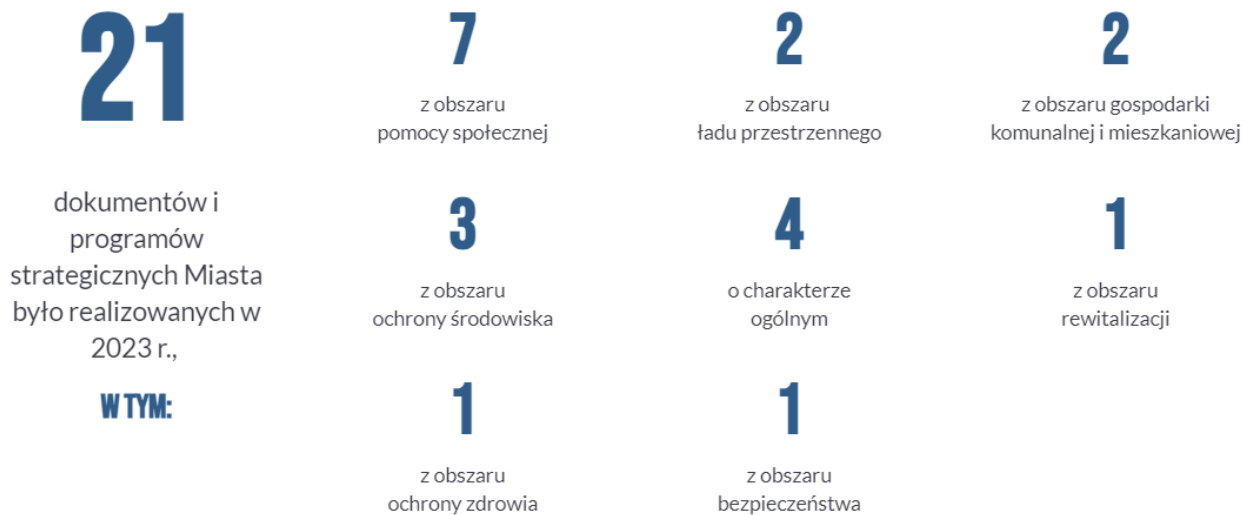 21
dokumentów i
programów
strategicznych Miasta
było realizowanych w
2023 r.,
W TYM:
7
z obszaru
pomocy społecznej
2
z obszaru
ładu przestrzennego
2
z obszaru gospodarki
komunalnej i mieszkaniowej
3
z obszaru
ochrony środowiska
4
o charakterze
ogólnym
1
z obszaru
rewitalizacji
1
z obszaru
ochrony zdrowia
1
z obszaru
bezpieczeństwa